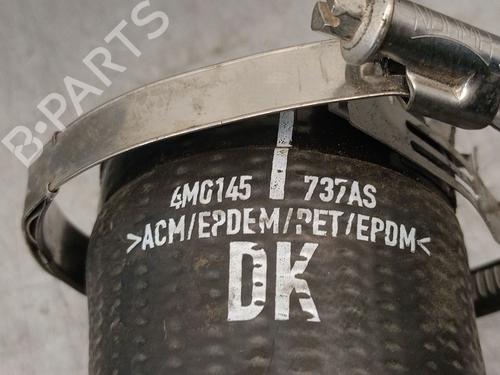 B-PARTS
4M0145 737AS
>ACM/EPDEM/PET/EPDM<
DK